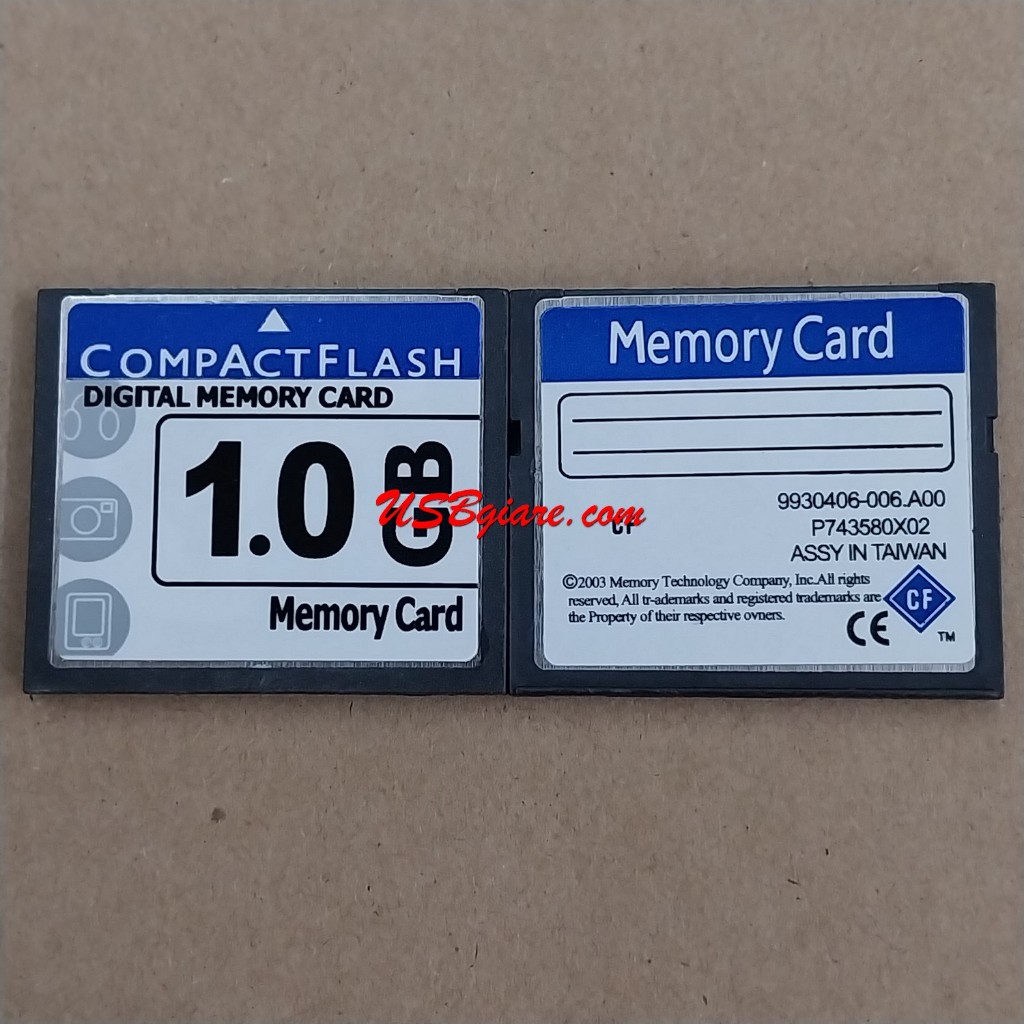 COMPACTFLASH
DIGITAL MEMORY CARD
1.0 GB
Memory Card
Memory Card
USBgiare.com
CF
9930406-006.A00
P743580X02
ASSY IN TAIWAN
©2003 Memory Technology Company, Inc.All rights
reserved, All tr-ademarks and registered trademarks are
the Property of their respective owners.
CF
CE
TM